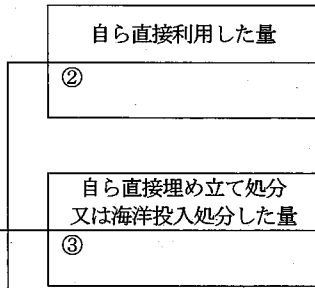 自ら直接利用した量
②
自ら直接埋め立て処分
又は海洋投入処分した量
③